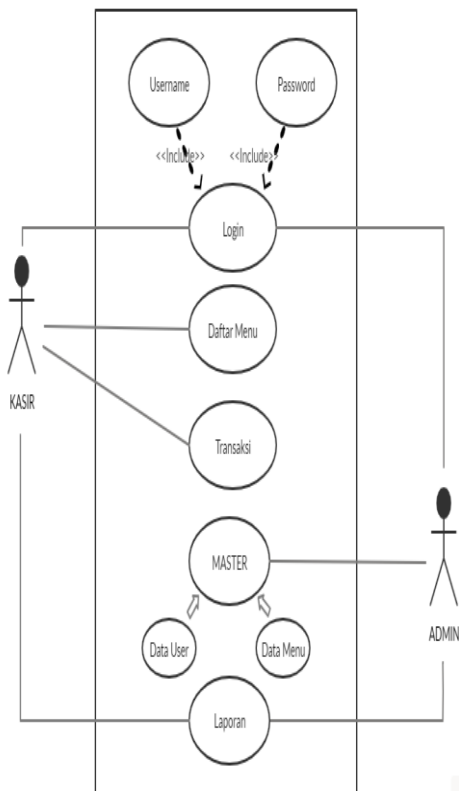 Username
Password
<<Include>>
<<Include>>
Login
Daftar Menu
KASIR
Transaksi
MASTER
ADMIN
Data User
Data Menu
Laporan